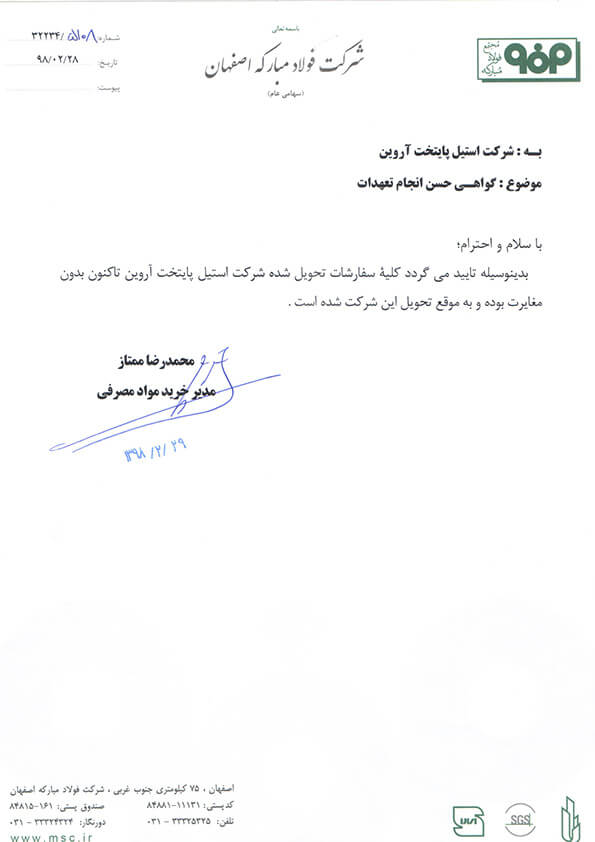 باسمه تعالی
شرکت فولاد مبارکه اصفهان
(سهامی عام)
مجتمع فولاد مبارکه
شماره: ۳۲۲۳۴/۵۱۰۸
تاریخ: ۹۸/۰۲/۲۸
پیوست:
بـه : شرکت استیل پایتخت آروین
موضوع : گواهـی حسن انجام تعهدات
با سلام و احترام؛
بدینوسیله تایید می گردد کلیهٔ سفارشات تحویل شده شرکت استیل پایتخت آروین تاکنون بدون
مغایرت بوده و به موقع تحویل این شرکت شده است .
محمدرضا ممتاز
مدیر خرید مواد مصرفی
۱۳۹۸/۲/۲۹
اصفهان ، ۷۵ کیلومتری جنوب غربی ، شرکت فولاد مبارکه اصفهان
کدپستی: ۱۱۱۳۱-۸۴۸۸۱ صندوق پستی: ۱۶۱-۸۴۸۱۵
تلفن: ۳۳۳۲۵۳۲۵ - ۰۳۱ دورنگار: ۳۳۳۲۴۳۲۴ - ۰۳۱
www.msc.ir
SGS